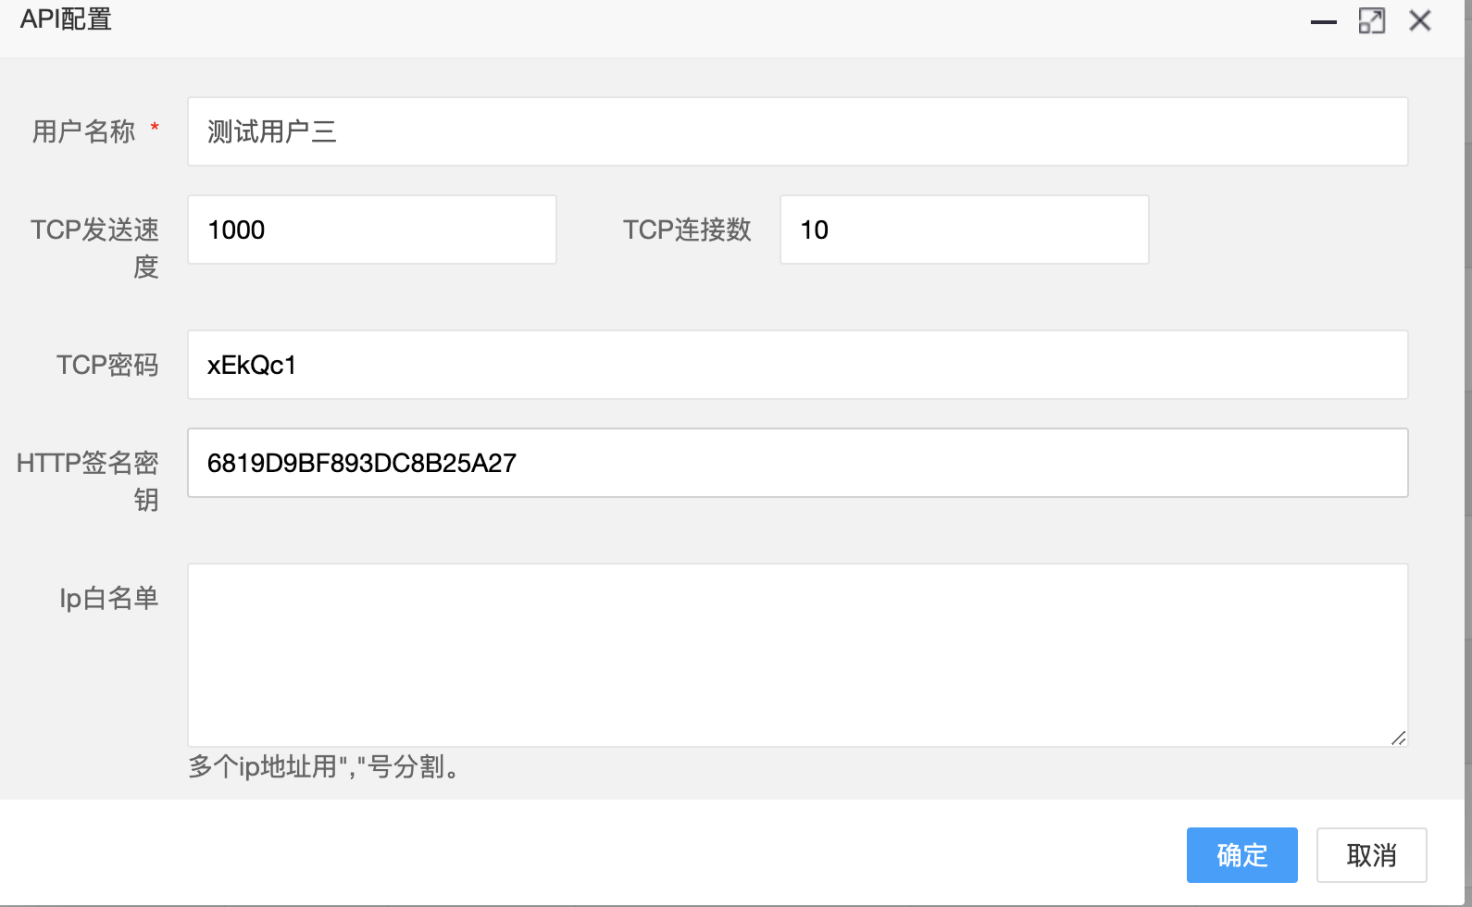 API配置
用户名称 *
测试用户三
TCP发送速
度
1000
TCP连接数
10
TCP密码
xEkQc1
HTTP签名密
钥
6819D9BF893DC8B25A27
Ip白名单
多个ip地址用","号分割。
确定
取消